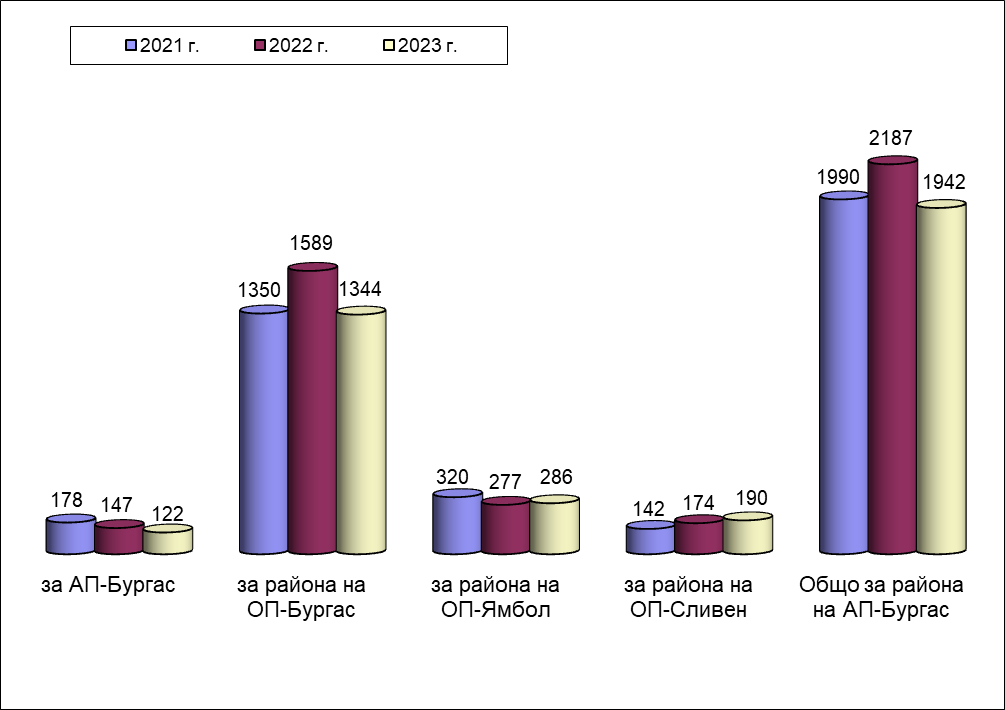 2021 г. 2022 г. 2023 г.
178 147 122
1350 1589 1344
320 277 286
142 174 190
1990 2187 1942
за АП-Бургас
за района на
ОП-Бургас
за района на
ОП-Ямбол
за района на
ОП-Сливен
Общо за района
на АП-Бургас